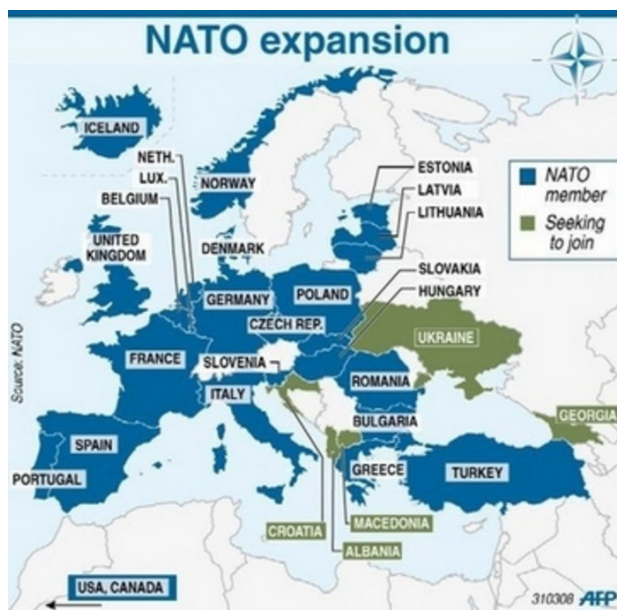 NATO expansion
ICELAND
NETH.
LUX.
BELGIUM
NORWAY
ESTONIA
LATVIA
LITHUANIA
NATO
member
Seeking
to join
UNITED
KINGDOM
DENMARK
SLOVAKIA
HUNGARY
GERMANY
POLAND
CZECH REP.
UKRAINE
FRANCE
SLOVENIA
ROMANIA
ITALY
GEORGIA
BULGARIA
SPAIN
PORTUGAL
GREECE
TURKEY
CROATIA
MACEDONIA
ALBANIA
USA, CANADA
Source: NATO
310308 AFP